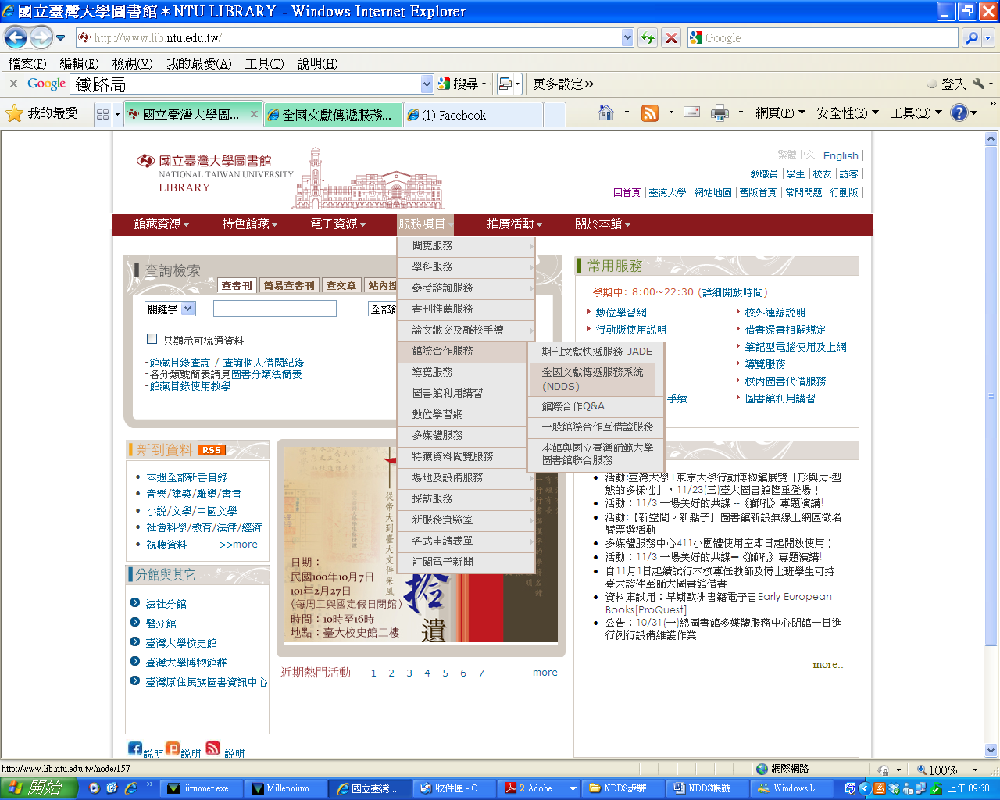 國立臺灣大學圖書館＊NTU LIBRARY - Windows Internet Explorer
http://www.lib.ntu.edu.tw/
Google
檔案(F) 編輯(E) 檢視(V) 我的最愛(A) 工具(T) 說明(H)
x Google 鐵路局 搜尋 更多設定 » 登入
我的最愛 國立臺灣大學圖... x 全國文獻傳遞服務... (1) Facebook 網頁(P) 安全性(S) 工具(O) »
國立臺灣大學圖書館
NATIONAL TAIWAN UNIVERSITY
LIBRARY
繁體中文 | English |
教職員 | 學生 | 校友 | 訪客
回首頁 | 臺灣大學 | 網站地圖 | 舊版首頁 | 常問問題 | 行動版 |
館藏資源 特色館藏 電子資源 服務項目 推廣活動 關於本館
閱覽服務
學科服務
參考諮詢服務
書刊推薦服務
論文繳交及離校手續
館際合作服務
導覽服務
圖書館利用講習
數位學習網
多媒體服務
特藏資料閱覽服務
場地及設備服務
採訪服務
新服務實驗室
各式申請表單
訂閱電子新聞
期刊文獻快遞服務 JADE
全國文獻傳遞服務系統
(NDDS)
館際合作Q&A
一般館際合作互借證服務
本館與國立臺灣師範大學
圖書館聯合服務
查詢檢索
查書刊 簡易查書刊 查文章 站內搜
關鍵字 全部館
只顯示可流通資料
-館藏目錄查詢 / 查詢個人借閱紀錄
-各分類號簡表請見圖書分類法簡表
-館藏目錄使用教學
常用服務
學期中: 8:00~22:30 (詳細開放時間)
數位學習網
行動版使用說明
手續
校外連線說明
借書還書相關規定
筆記型電腦使用及上網
導覽服務
校內圖書代借服務
圖書館利用講習
新到資料 RSS
本週全部新書目錄
音樂/建築/雕塑/書畫
小說/文學/中國文學
社會科學/教育/法律/經濟
視聽資料 >>more
分館與其它
法社分館
醫分館
臺灣大學校史館
臺灣大學博物館群
臺灣原住民族圖書資訊中心
說明 說明 說明
從帝大到臺大文件采風
拾
遺
日期：
民國100年10月7日-
101年2月27日
(每周二與國定假日閉館)
時間：10時至16時
地點：臺大校史館二樓
近期熱門活動 1 2 3 4 5 6 7 more
活動:臺灣大學+東京大學行動博物館展覽「形與力-型
態的多樣性」，11/23(三)臺大圖書館隆重登場！
活動：11/3 一場美好的共謀 --《獅吼》專題演講!
活動:【新空間。新點子】圖書館新設無線上網區徵名
暨票選活動
多媒體服務中心411小團體使用室即日起開放使用！
活動：11/3 一場美好的共謀─《獅吼》專題演講!
自11月1日起續試行本校專任教師及博士班學生可持
臺大證件至師大圖書館借書
資料庫試用：早期歐洲書籍電子書Early European
Books[ProQuest]
公告：10/31(一)總圖書館多媒體服務中心閉館一日進
行例行設備維護作業
more..
http://www.lib.ntu.edu.tw/node/157 網際網路 100%
開始 » iiirunner.exe Millennium... 國立臺灣... 收件匣 - O... 2 Adobe... NDDS步驟... NDDS帳號... Windows L... 上午 09:38